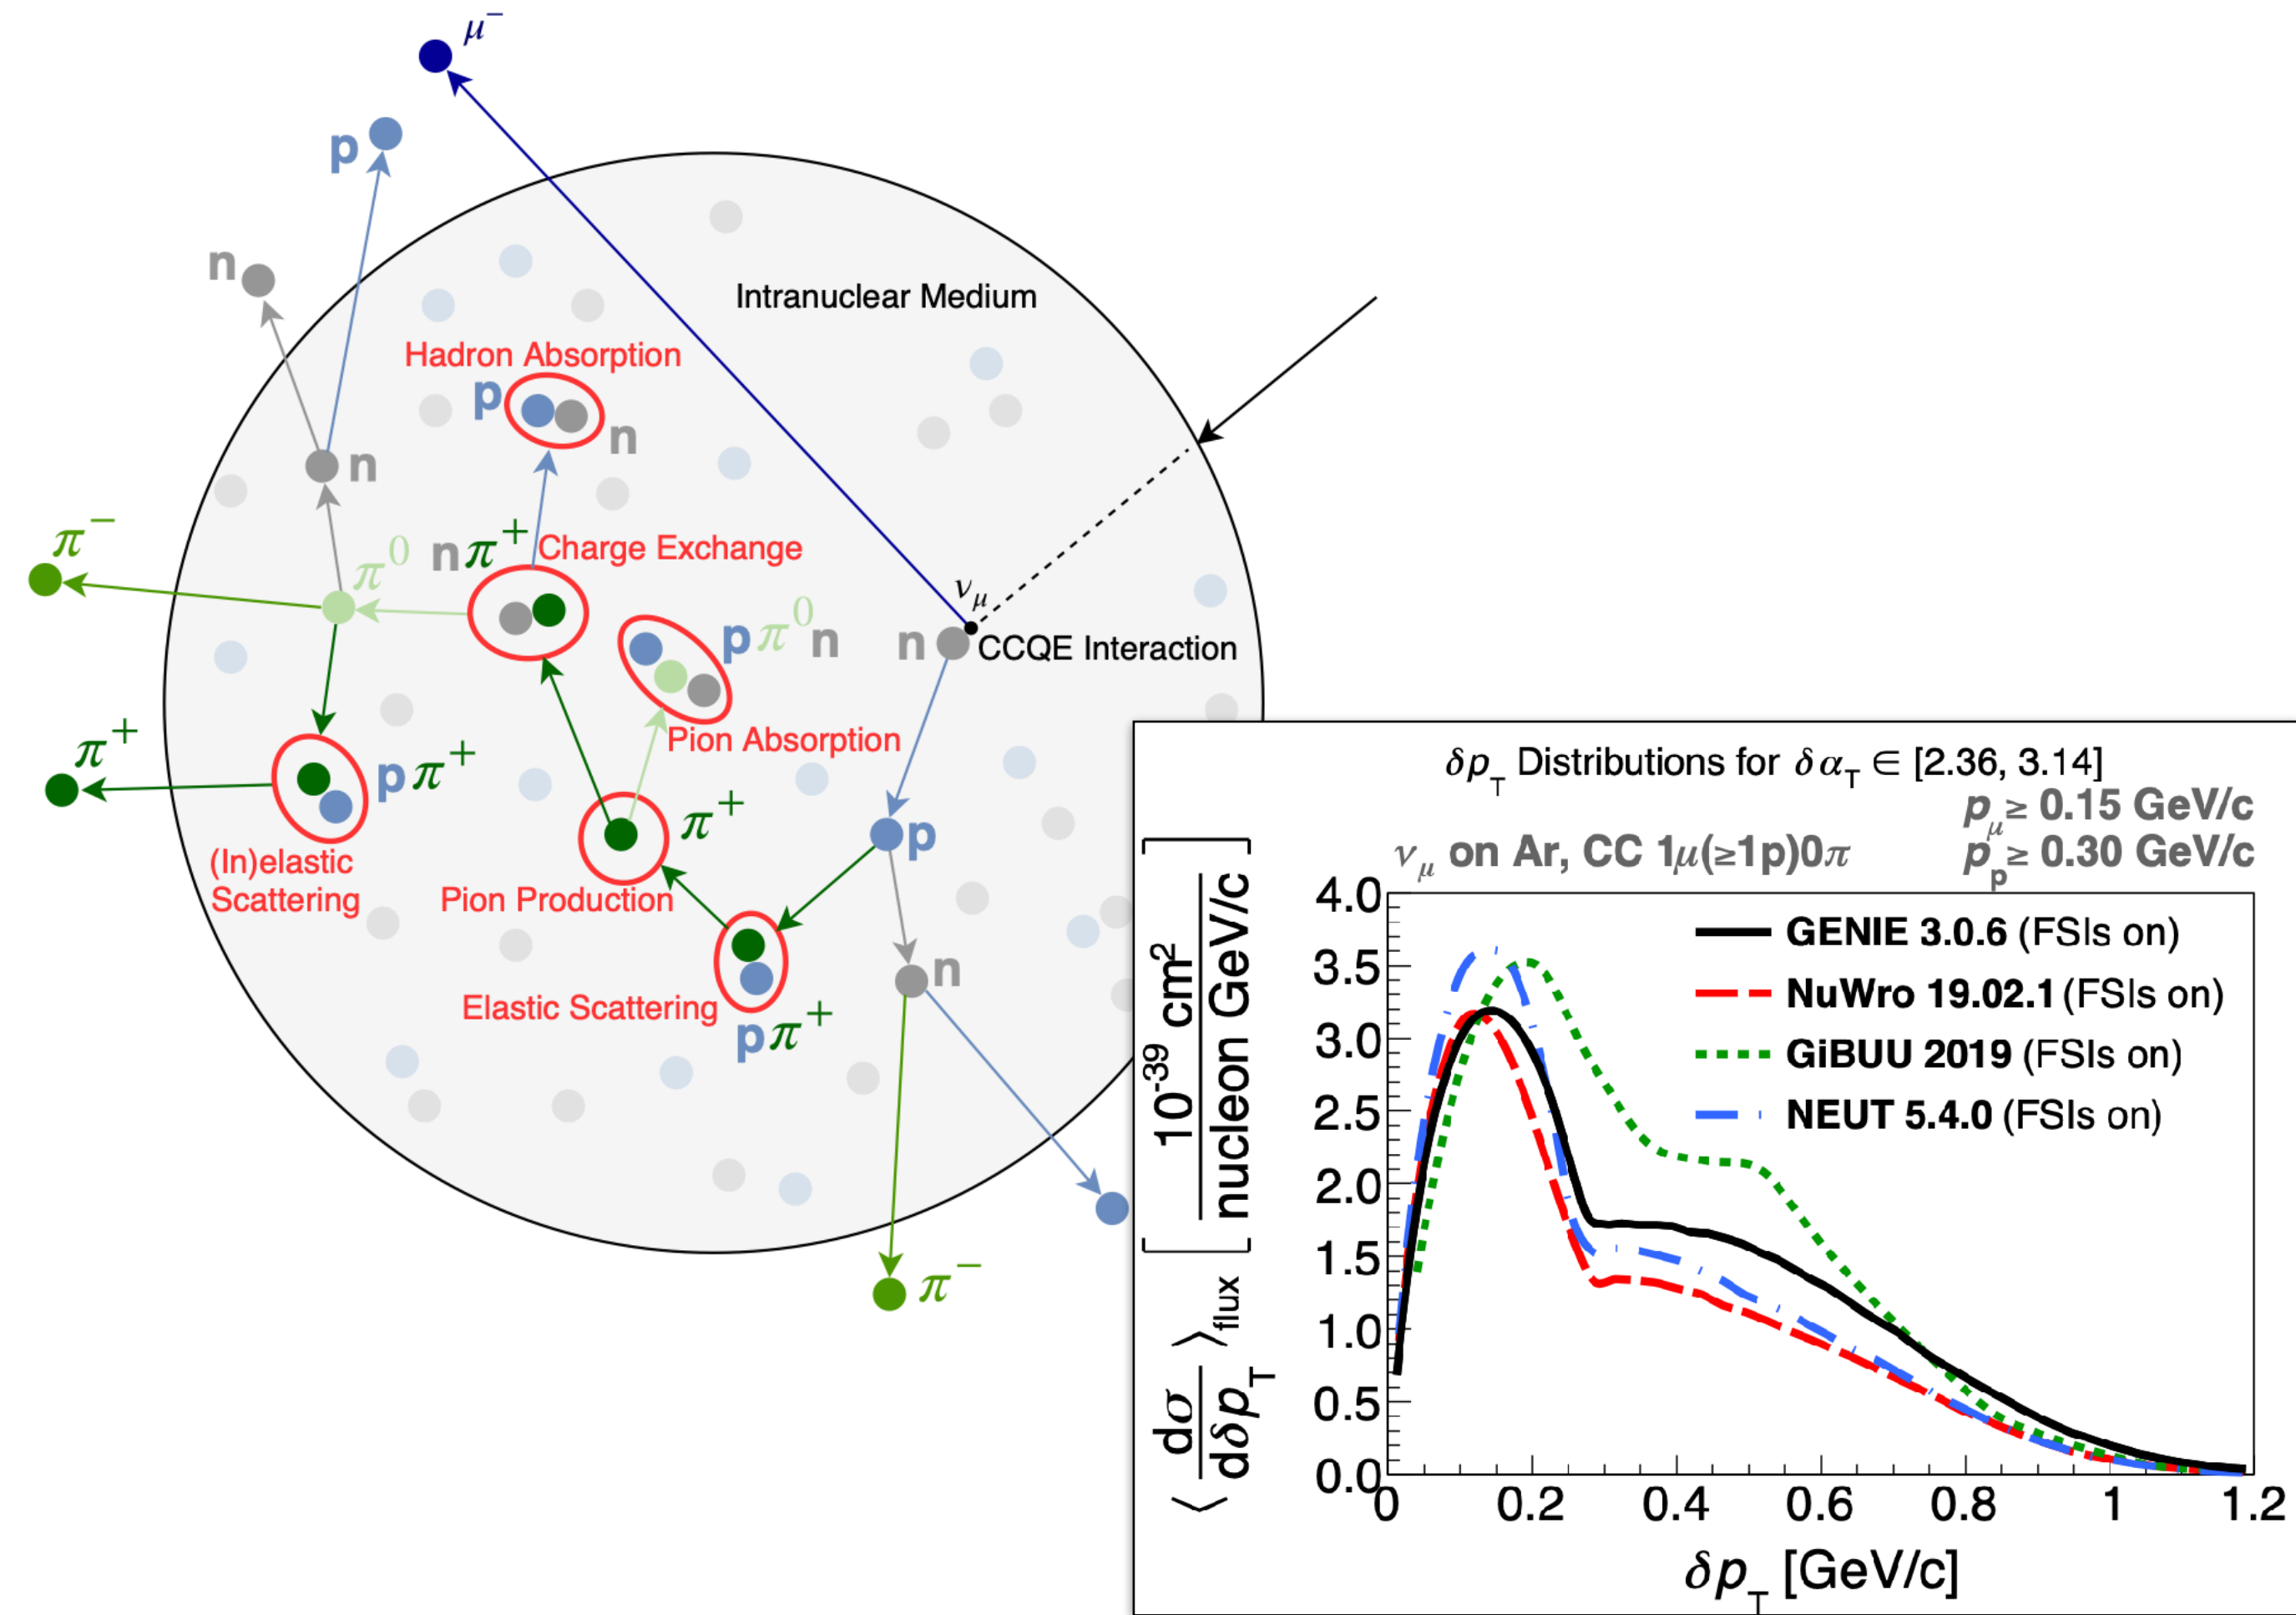 μ⁻
p
n
Intranuclear Medium
Hadron Absorption
p
n
n
π⁻
π⁰
nπ⁺
Charge Exchange
ν_μ
n
CCQE Interaction
pπ⁰n
Pion Absorption
π⁺
pπ⁺
(In)elastic
Scattering
π⁺
Pion Production
p
n
Elastic Scattering
pπ⁺
π⁻
δp_T Distributions for δα_T ∈ [2.36, 3.14]
p_μ ≥ 0.15 GeV/c
ν_μ on Ar, CC 1μ(≥1p)0π
p_p ≥ 0.30 GeV/c
⟨dσ/dδp_T⟩_flux [10⁻³⁹ cm²/nucleon GeV/c]
4.0
3.5
3.0
2.5
2.0
1.5
1.0
0.5
0.0
GENIE 3.0.6 (FSIs on)
NuWro 19.02.1 (FSIs on)
GiBUU 2019 (FSIs on)
NEUT 5.4.0 (FSIs on)
0 0.2 0.4 0.6 0.8 1 1.2
δp_T [GeV/c]